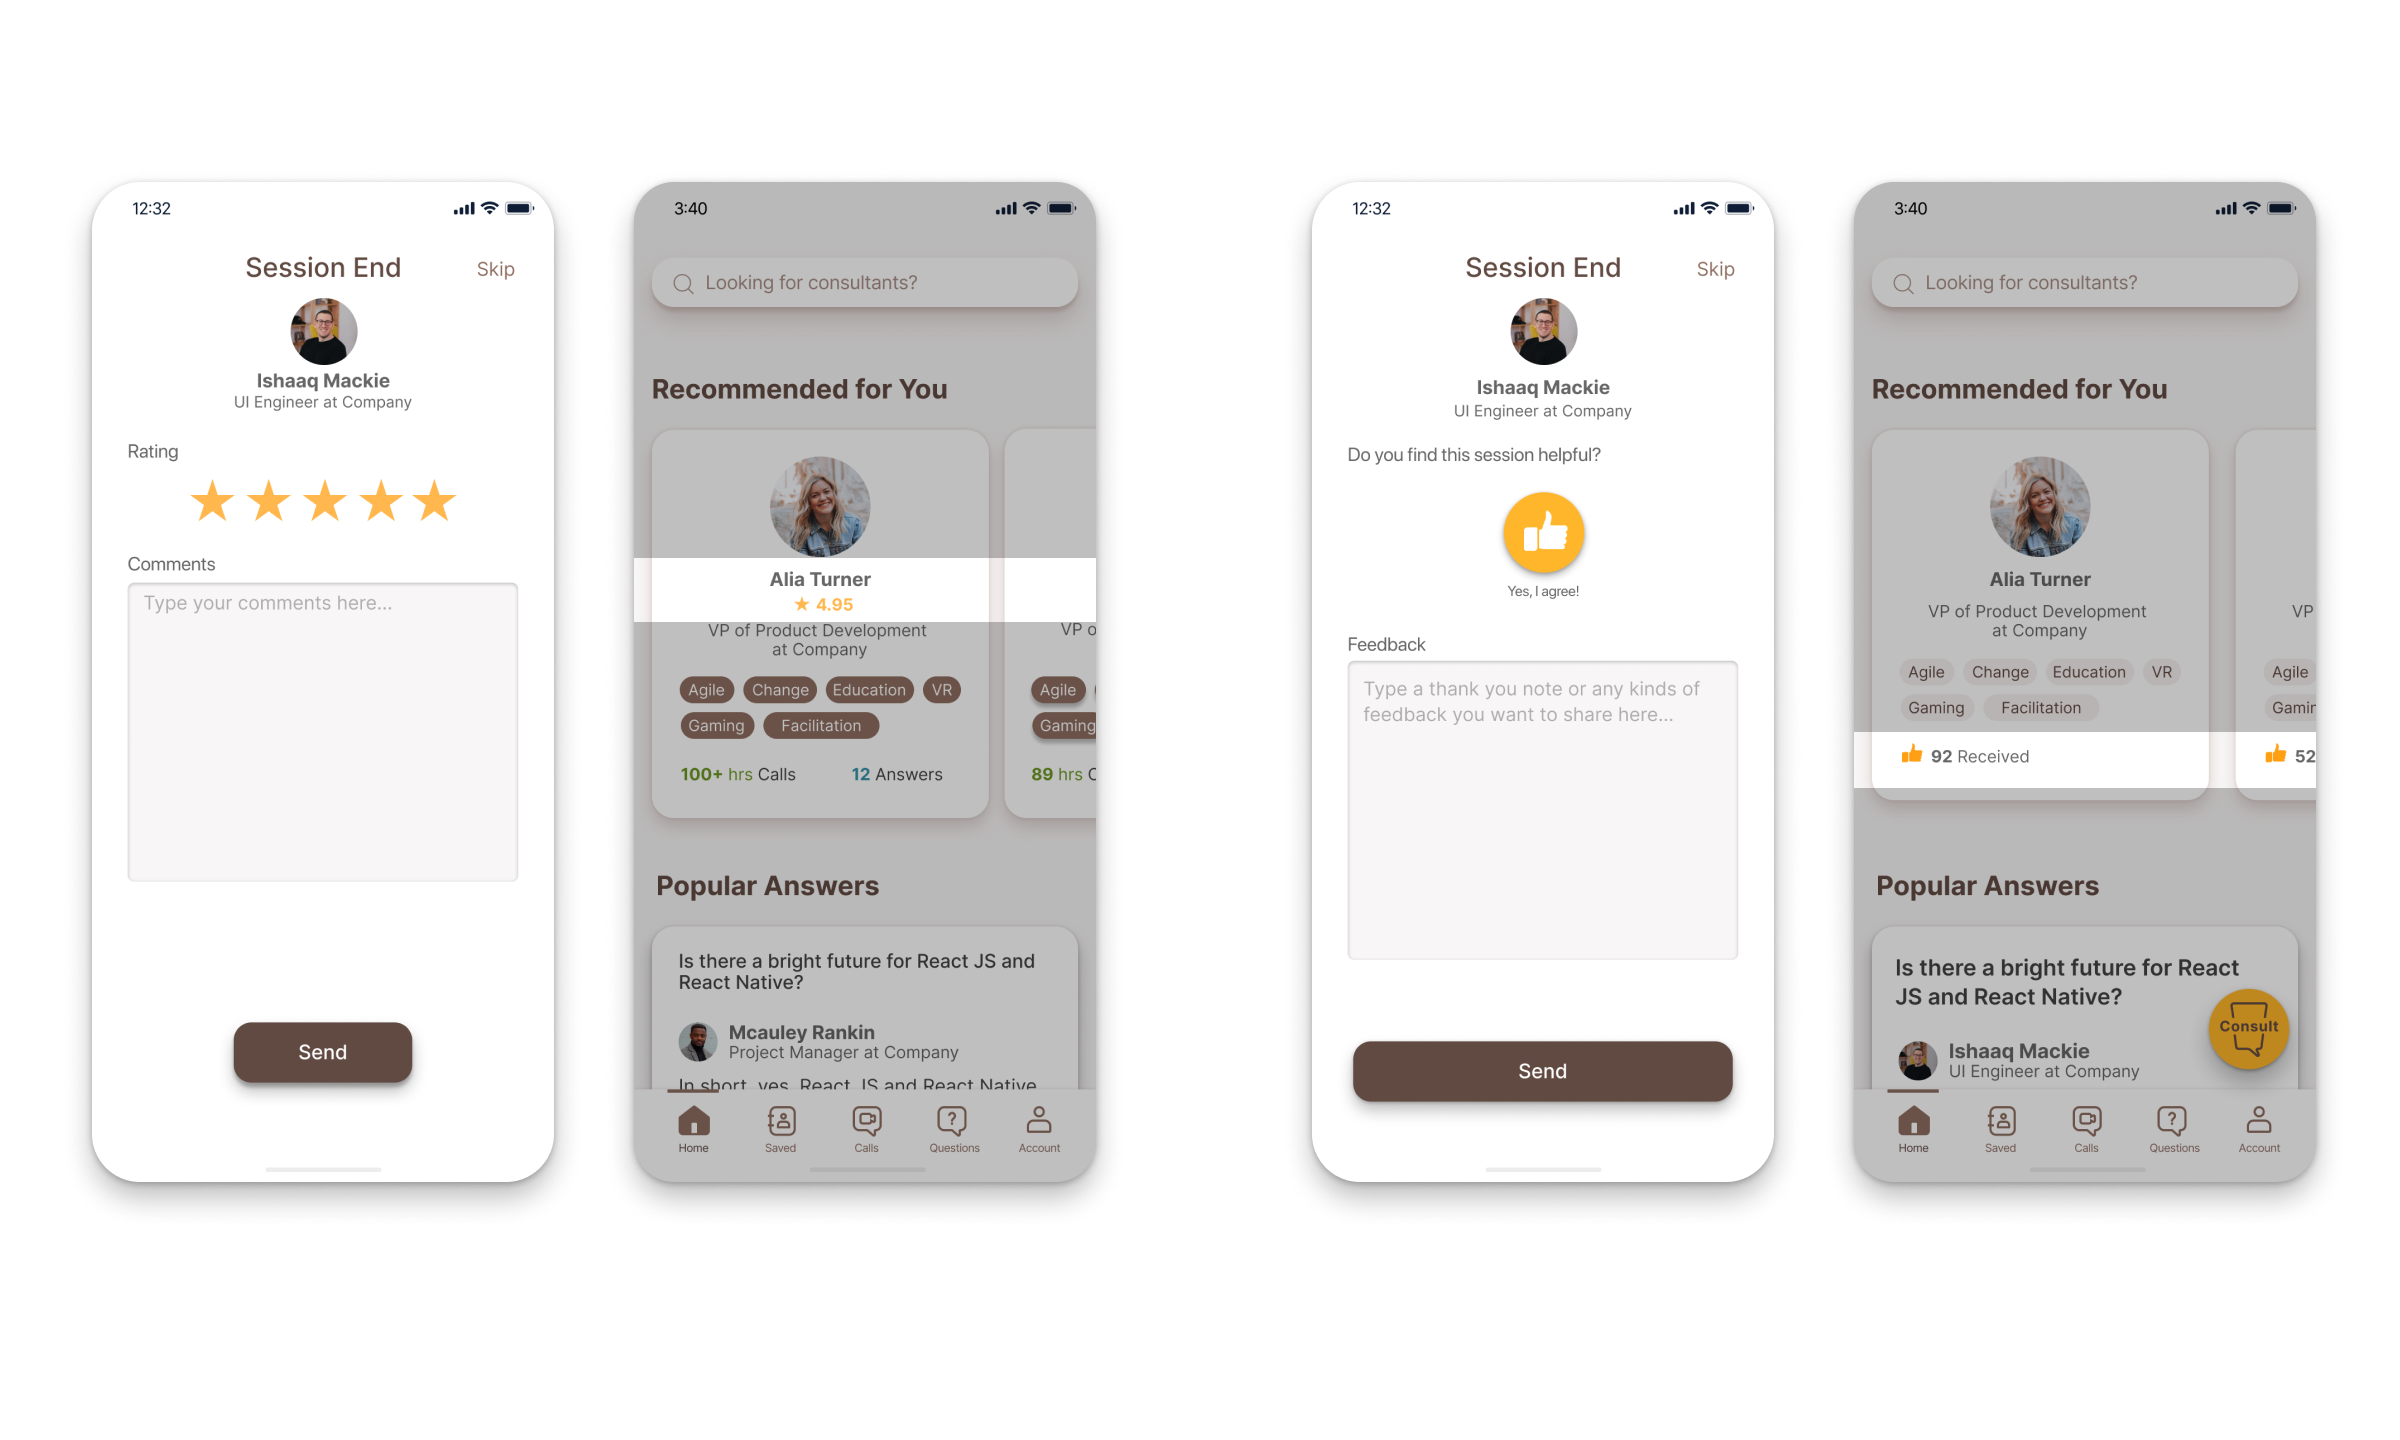 12:32
Session End
Skip
Ishaaq Mackie
UI Engineer at Company
Rating
Comments
Type your comments here...
Send
3:40
Looking for consultants?
Recommended for You
Alia Turner
★ 4.95
VP of Product Development
at Company
VP o
Agile Change Education VR
Agile
Gaming Facilitation
Gaming
100+ hrs Calls 12 Answers
89 hrs C
Popular Answers
Is there a bright future for React JS and
React Native?
Mcauley Rankin
Project Manager at Company
In short, yes. React JS and React Native
Home Saved Calls Questions Account
12:32
Session End
Skip
Ishaaq Mackie
UI Engineer at Company
Do you find this session helpful?
Yes, I agree!
Feedback
Type a thank you note or any kinds of
feedback you want to share here...
Send
3:40
Looking for consultants?
Recommended for You
Alia Turner
VP of Product Development
at Company
VP
Agile Change Education VR
Agile
Gaming Facilitation
Gamin
92 Received
52
Popular Answers
Is there a bright future for React
JS and React Native?
Consult
Ishaaq Mackie
UI Engineer at Company
Home Saved Calls Questions Account